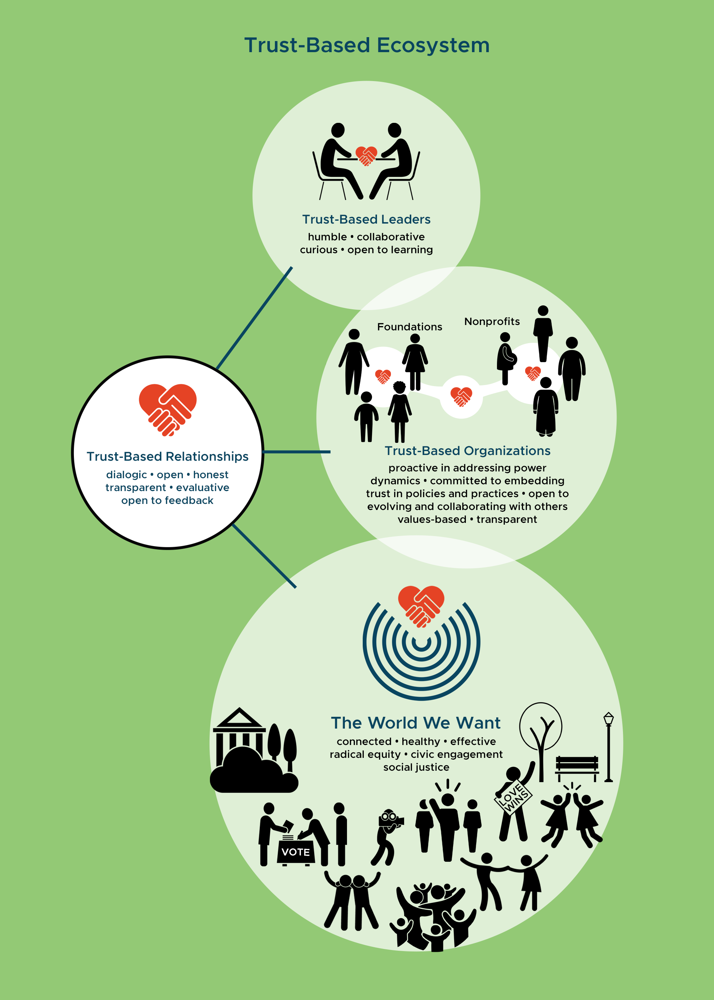 Trust-Based Ecosystem
Trust-Based Leaders
humble • collaborative
curious • open to learning
Foundations
Nonprofits
Trust-Based Relationships
dialogic • open • honest
transparent • evaluative
open to feedback
Trust-Based Organizations
proactive in addressing power
dynamics • committed to embedding
trust in policies and practices • open to
evolving and collaborating with others
values-based • transparent
The World We Want
connected • healthy • effective
radical equity • civic engagement
social justice
LOVE
WINS
VOTE